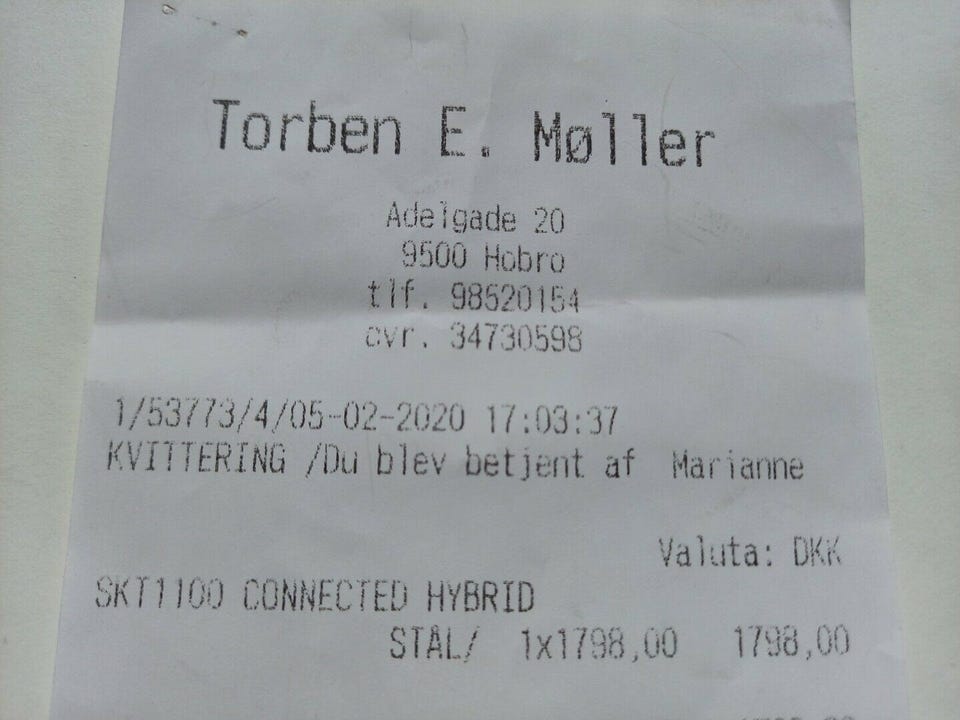 Torben E. Møller
Adelgade 20
9500 Hobro
tlf. 98520154
cvr. 34730598
1/53773/4/05-02-2020 17:03:37
KVITTERING /Du blev betjent af Marianne
Valuta: DKK
SKT1100 CONNECTED HYBRID
STÅL/ 1x1798,00 1798,00